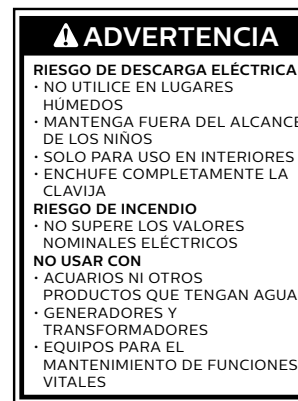 ⚠ ADVERTENCIA
RIESGO DE DESCARGA ELÉCTRICA
· NO UTILICE EN LUGARES
HÚMEDOS
· MANTENGA FUERA DEL ALCANCE
DE LOS NIÑOS
· SOLO PARA USO EN INTERIORES
· ENCHUFE COMPLETAMENTE LA
CLAVIJA
RIESGO DE INCENDIO
· NO SUPERE LOS VALORES
NOMINALES ELÉCTRICOS
NO USAR CON
· ACUARIOS NI OTROS
PRODUCTOS QUE TENGAN AGUA
· GENERADORES Y
TRANSFORMADORES
· EQUIPOS PARA EL
MANTENIMIENTO DE FUNCIONES
VITALES